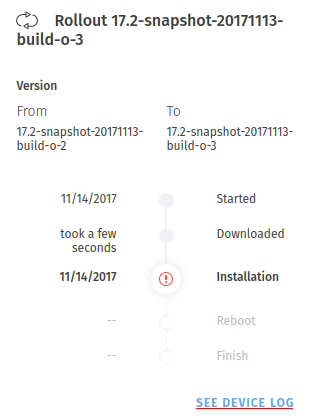 Rollout 17.2-snapshot-20171113-
build-o-3
Version
From To
17.2-snapshot-20171113- 17.2-snapshot-20171113-
build-o-2 build-o-3
11/14/2017 Started
took a few Downloaded
seconds
11/14/2017 Installation
-- Reboot
-- Finish
SEE DEVICE LOG